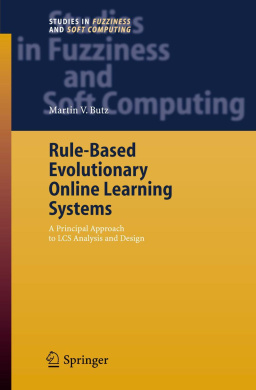 STUDIES IN FUZZINESS
AND SOFT COMPUTING
Studies
in Fuzziness
and
Soft Computing
Martin V. Butz
Rule-Based
Evolutionary
Online Learning
Systems
A Principal Approach
to LCS Analysis and Design
Springer